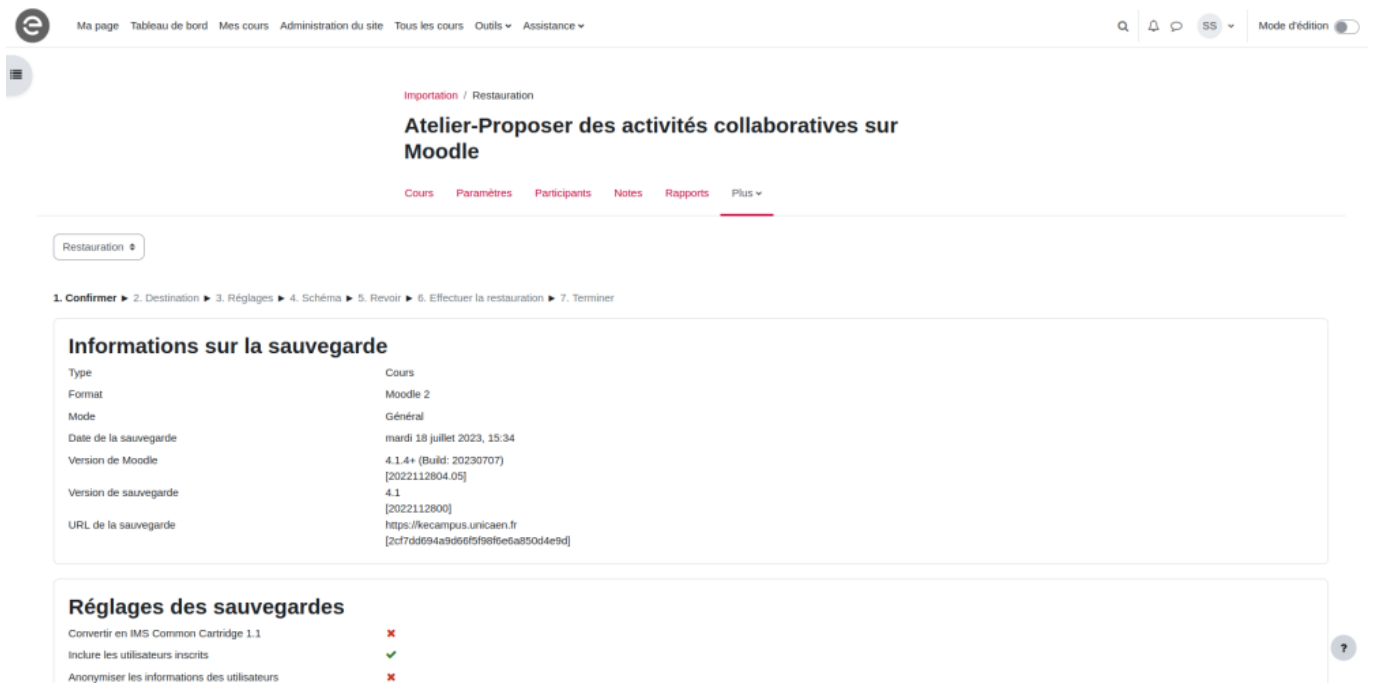 Ma page Tableau de bord Mes cours Administration du site Tous les cours Outils Assistance SS Mode d'édition
Importation / Restauration
Atelier-Proposer des activités collaboratives sur
Moodle
Cours Paramètres Participants Notes Rapports Plus
Restauration
1. Confirmer ► 2. Destination ► 3. Réglages ► 4. Schéma ► 5. Revoir ► 6. Effectuer la restauration ► 7. Terminer
Informations sur la sauvegarde
Type Cours
Format Moodle 2
Mode Général
Date de la sauvegarde mardi 18 juillet 2023, 15:34
Version de Moodle 4.1.4+ (Build: 20230707)
[2022112804.05]
Version de sauvegarde 4.1
[2022112800]
URL de la sauvegarde https://kecampus.unicaen.fr
[2cf7dd694a9d66f5f98f6e6a850d4e9d]
Réglages des sauvegardes
Convertir en IMS Common Cartridge 1.1
Inclure les utilisateurs inscrits
?
Anonymiser les informations des utilisateurs